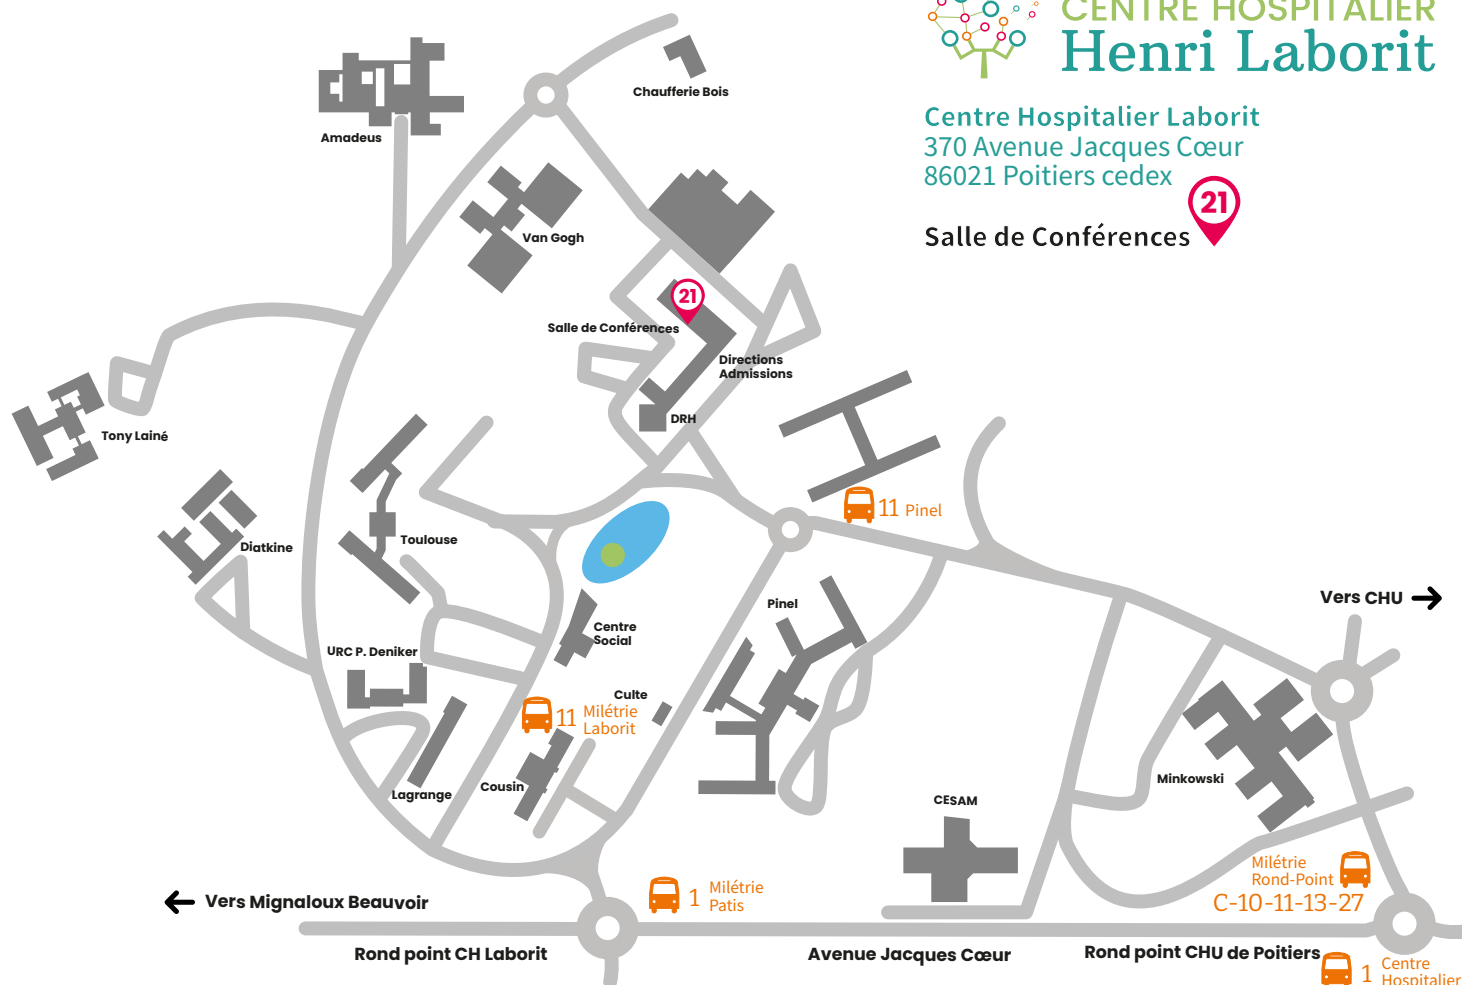 CENTRE HOSPITALIER
Henri Laborit
Centre Hospitalier Laborit
370 Avenue Jacques Cœur
86021 Poitiers cedex
21
Salle de Conférences
Chaufferie Bois
Amadeus
Van Gogh
21
Salle de Conférences
Directions
Admissions
DRH
Tony Lainé
11 Pinel
Toulouse
Diatkine
Vers CHU
Pinel
Centre
Social
URC P. Deniker
Culte
11 Milétrie
Laborit
Minkowski
Cousin
Lagrange
CESAM
Milétrie
Rond-Point
C-10-11-13-27
1 Milétrie
Patis
Vers Mignaloux Beauvoir
Rond point CH Laborit
Avenue Jacques Cœur
Rond point CHU de Poitiers
1 Centre
Hospitalier